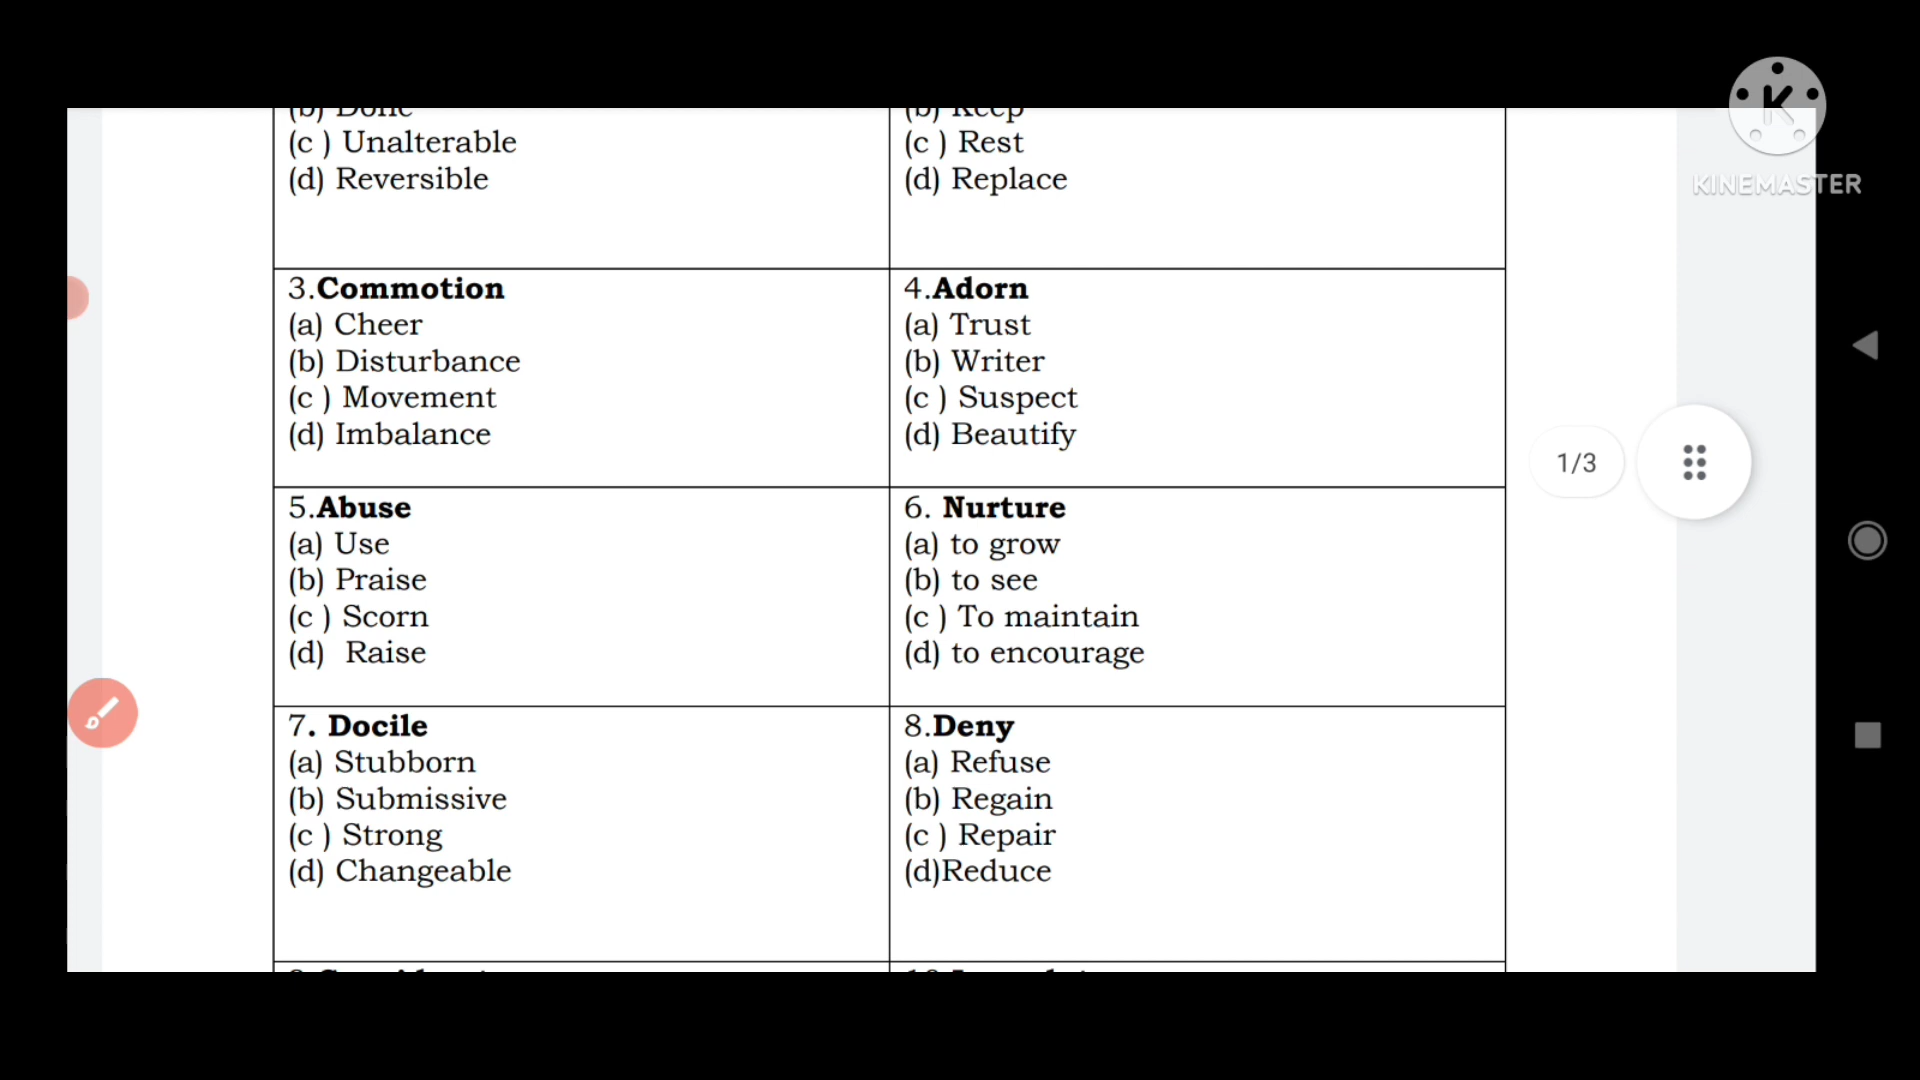 (c ) Unalterable
(d) Reversible
(b) Keep
(c ) Rest
(d) Replace
3.Commotion
(a) Cheer
(b) Disturbance
(c ) Movement
(d) Imbalance
4.Adorn
(a) Trust
(b) Writer
(c ) Suspect
(d) Beautify
5.Abuse
(a) Use
(b) Praise
(c ) Scorn
(d)  Raise
6. Nurture
(a) to grow
(b) to see
(c ) To maintain
(d) to encourage
7. Docile
(a) Stubborn
(b) Submissive
(c ) Strong
(d) Changeable
8.Deny
(a) Refuse
(b) Regain
(c ) Repair
(d)Reduce
1/3
K
KINEMASTER